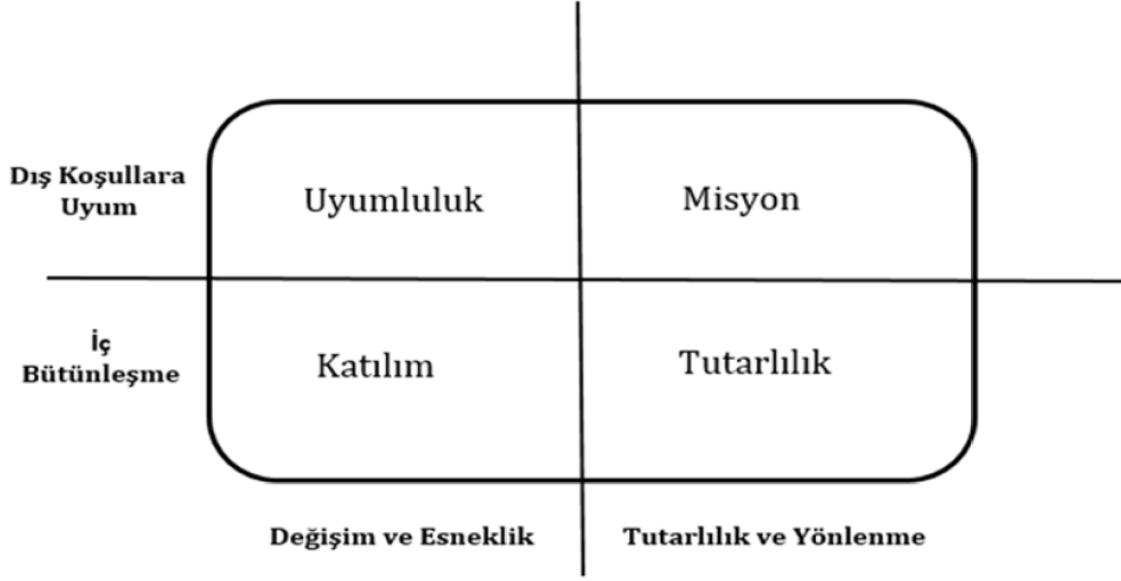 Dış Koşullara
Uyum
Uyumluluk
Misyon
İç
Bütünleşme
Katılım
Tutarlılık
Değişim ve Esneklik
Tutarlılık ve Yönlenme